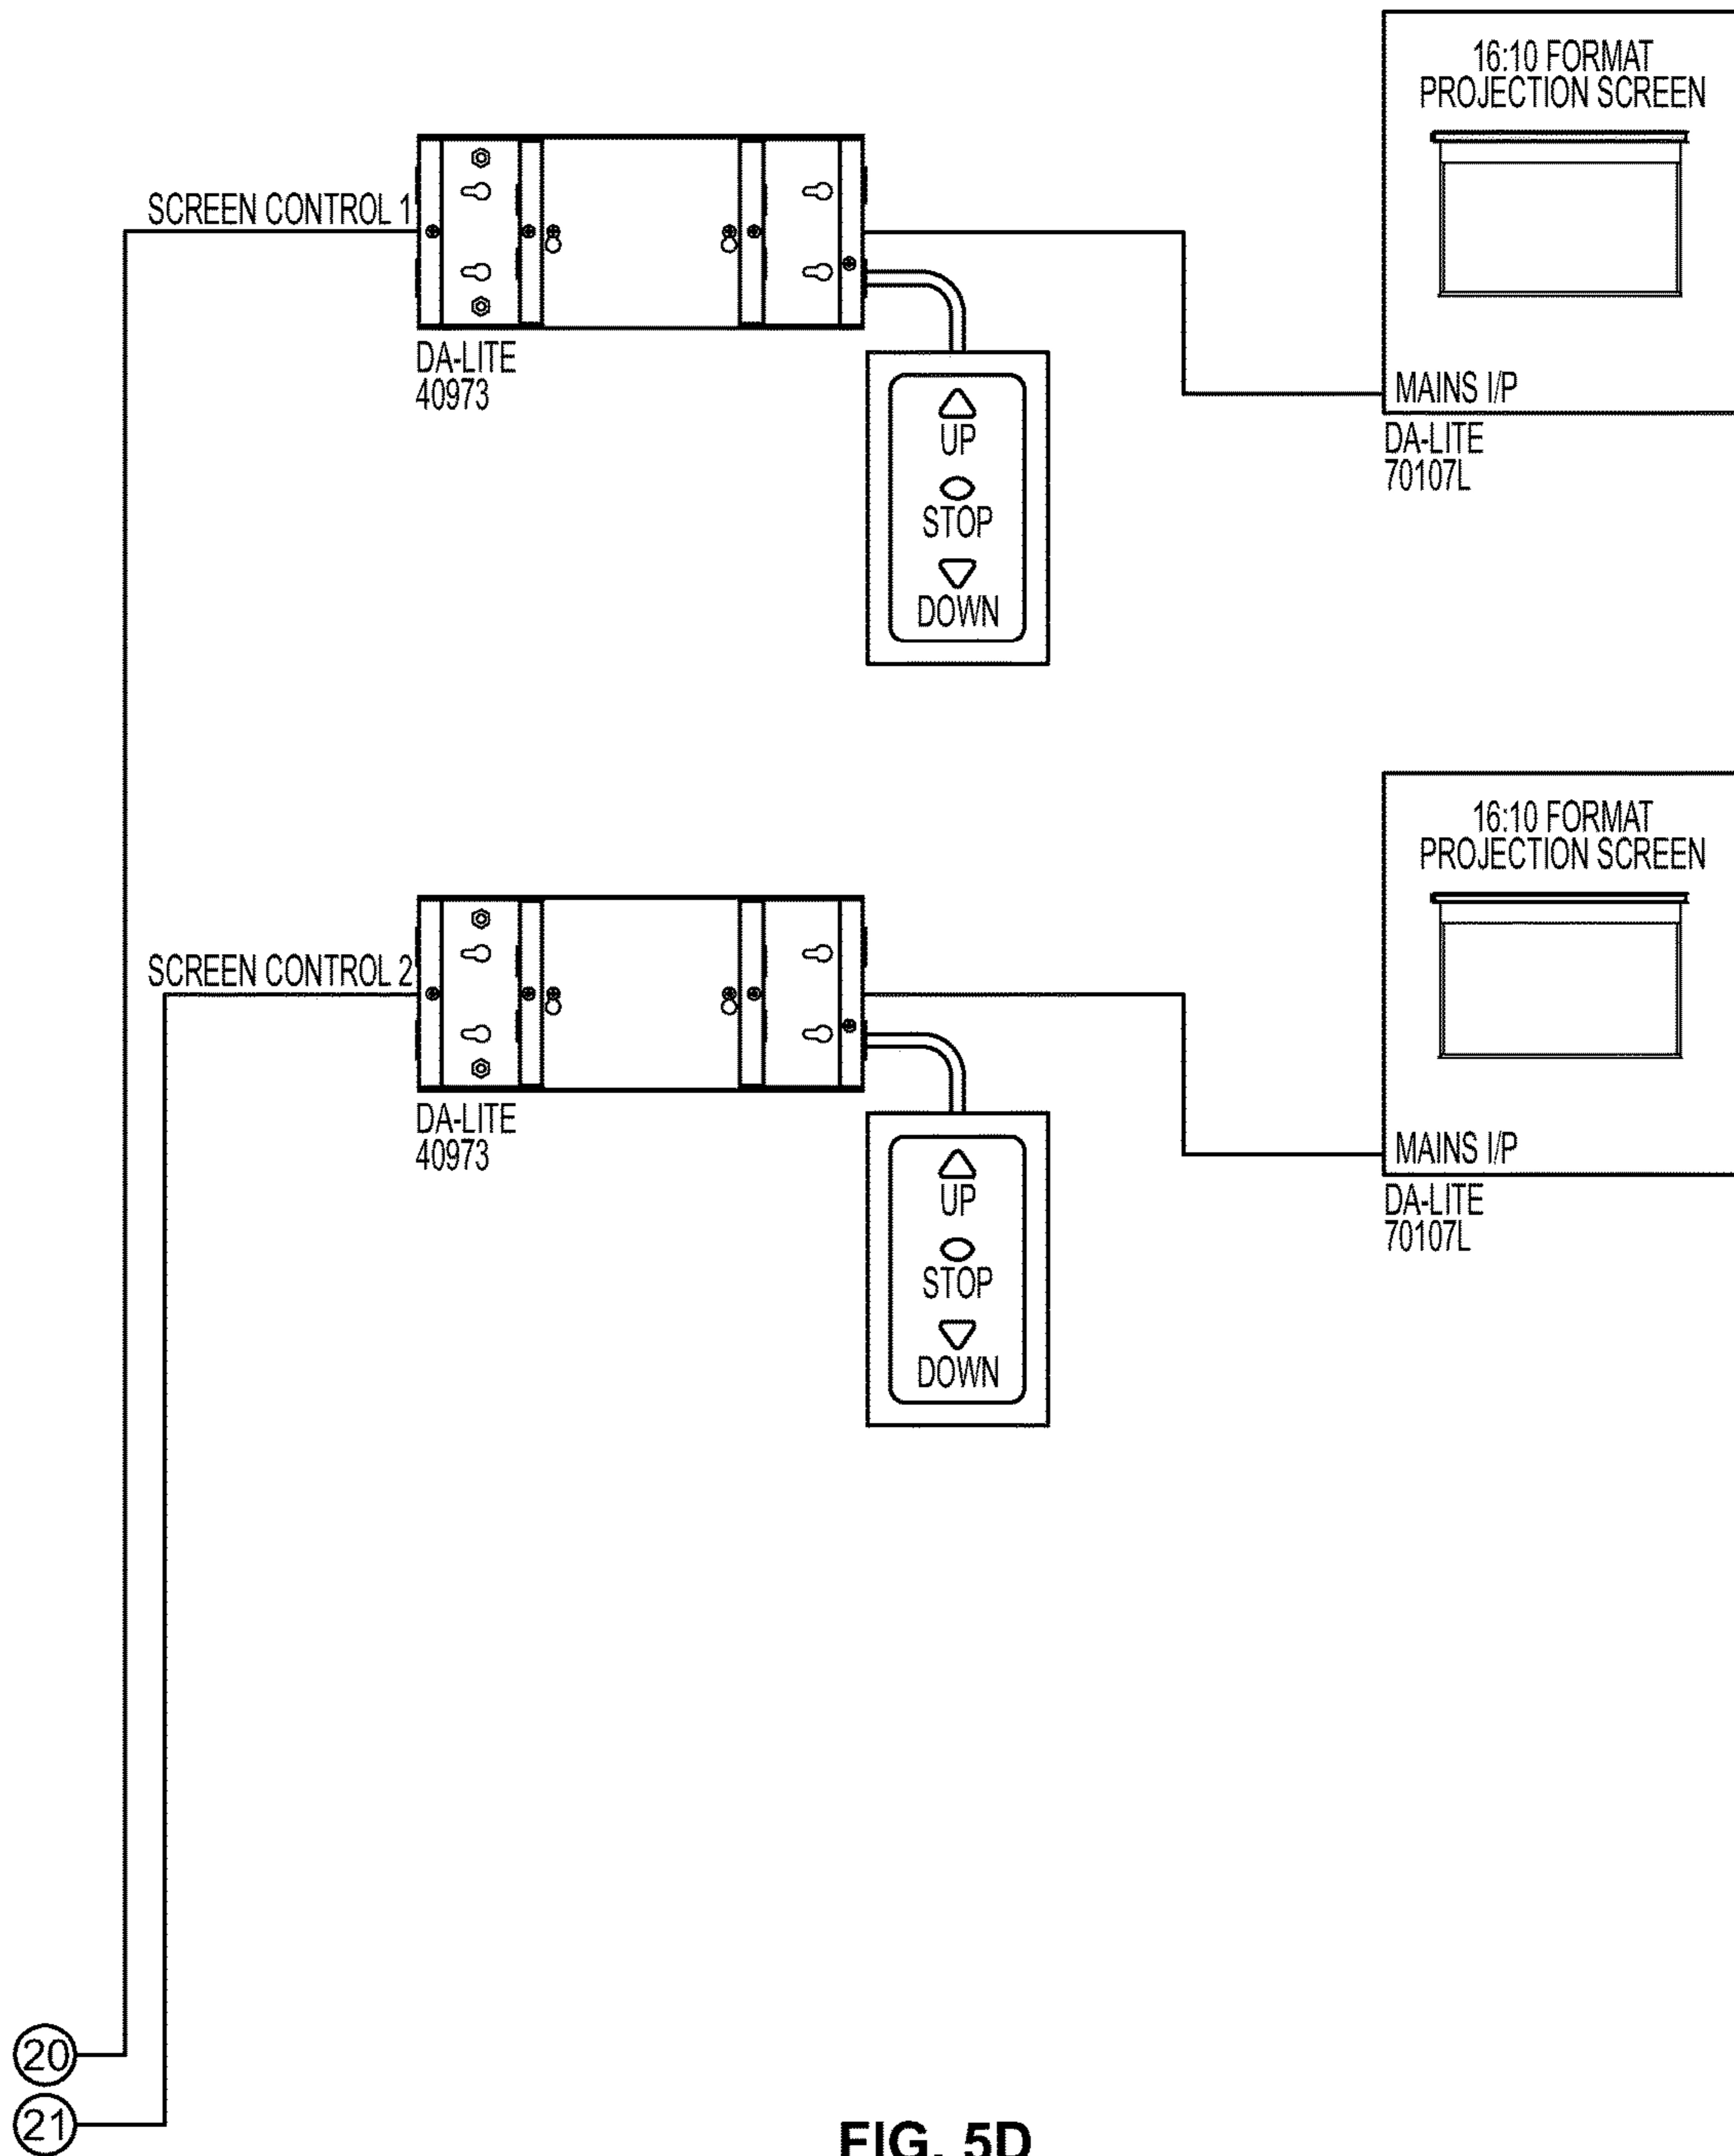 16:10 FORMAT
PROJECTION SCREEN
SCREEN CONTROL 1
DA-LITE
40973
UP
STOP
DOWN
MAINS I/P
DA-LITE
70107L
16:10 FORMAT
PROJECTION SCREEN
SCREEN CONTROL 2
DA-LITE
40973
UP
STOP
DOWN
MAINS I/P
DA-LITE
70107L
20
21
FIG. 5D